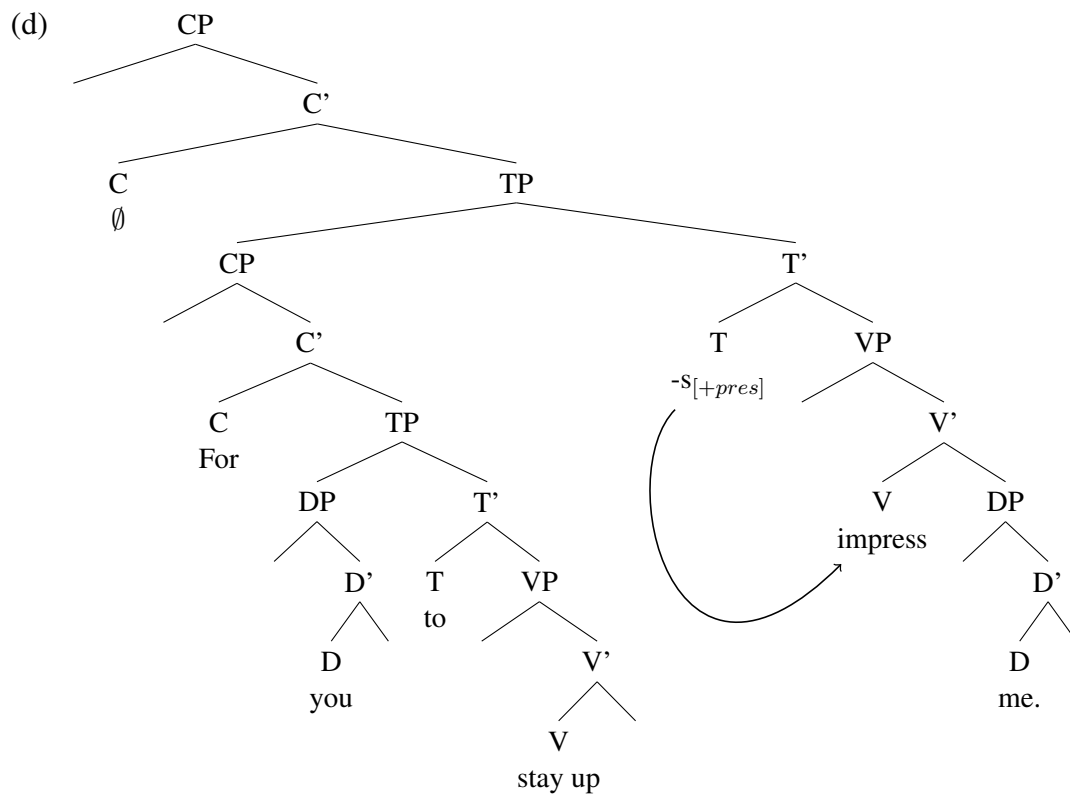 (d) CP
C’
C TP
∅
CP T’
C’ T VP
-s[+pres]
C TP V’
For
DP T’ V DP
impress
D’ T VP D’
to
D V’ D
you me.
V
stay up